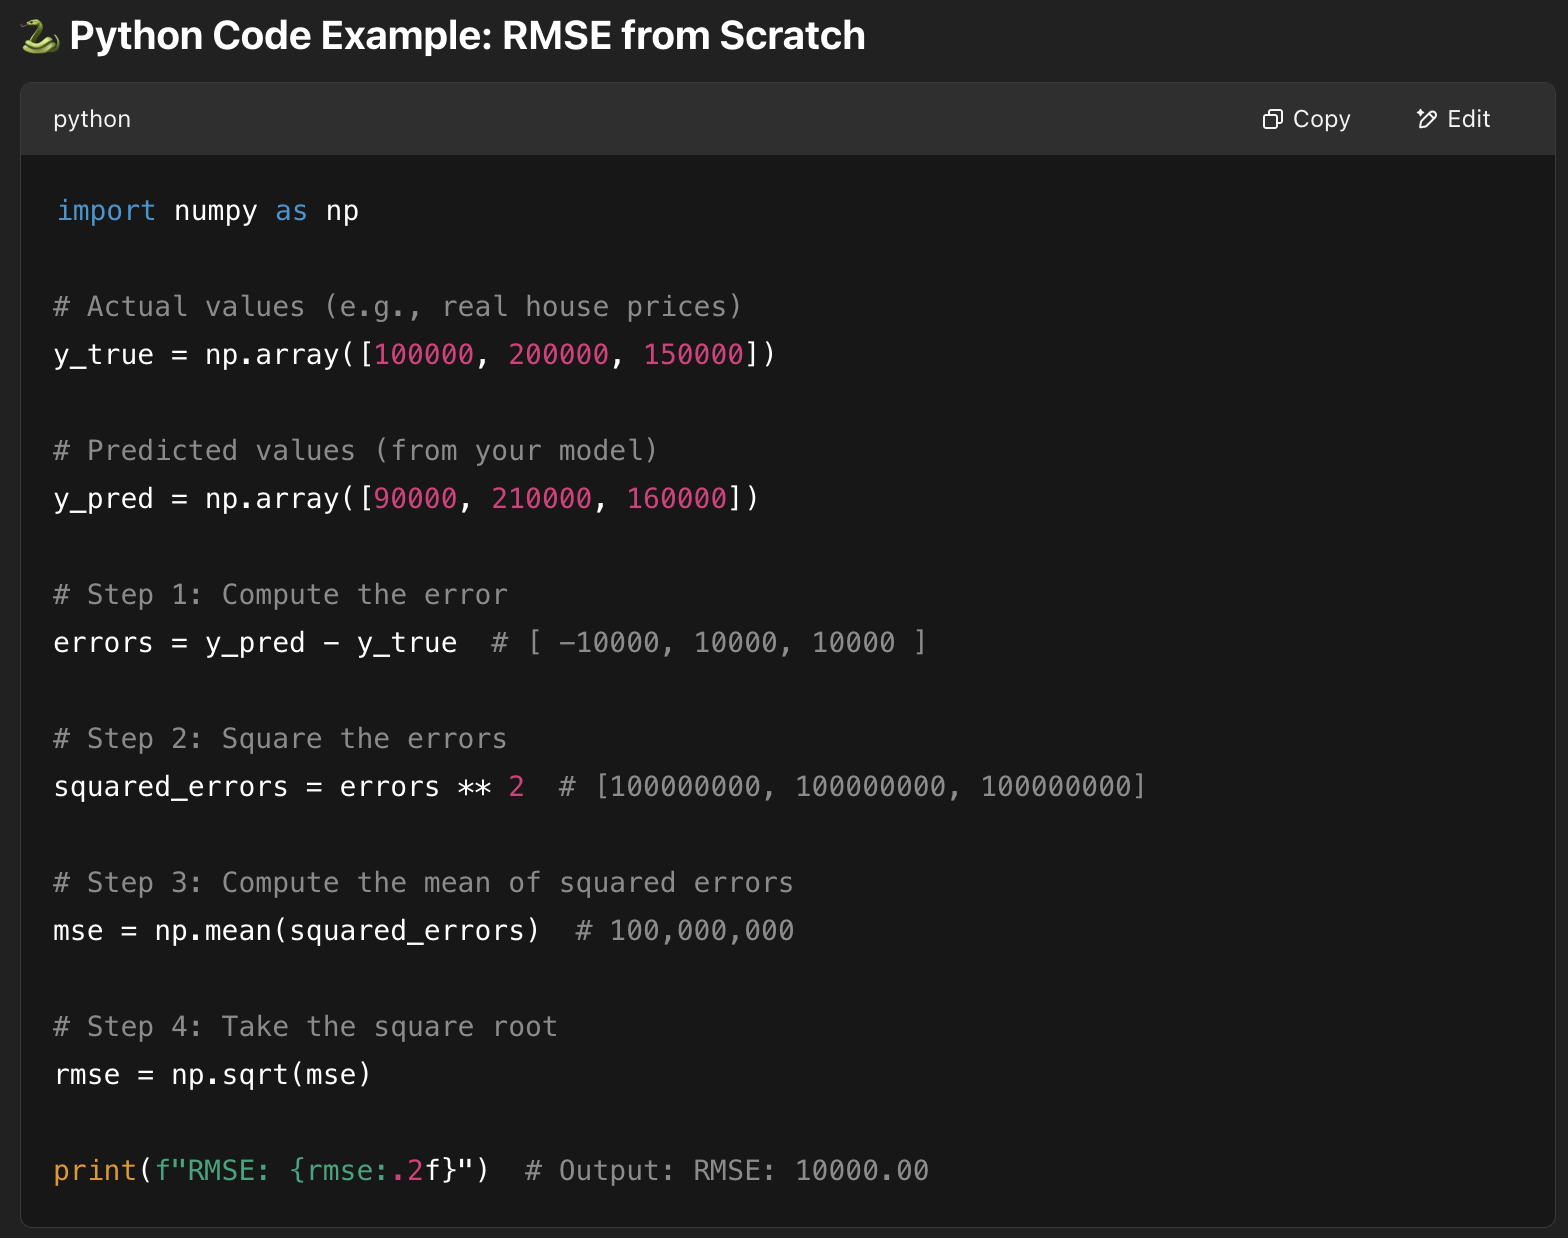 🐍 Python Code Example: RMSE from Scratch
python
Copy
Edit
import numpy as np
# Actual values (e.g., real house prices)
y_true = np.array([100000, 200000, 150000])
# Predicted values (from your model)
y_pred = np.array([90000, 210000, 160000])
# Step 1: Compute the error
errors = y_pred - y_true  # [ -10000, 10000, 10000 ]
# Step 2: Square the errors
squared_errors = errors ** 2  # [100000000, 100000000, 100000000]
# Step 3: Compute the mean of squared errors
mse = np.mean(squared_errors)  # 100,000,000
# Step 4: Take the square root
rmse = np.sqrt(mse)
print(f"RMSE: {rmse:.2f}")  # Output: RMSE: 10000.00